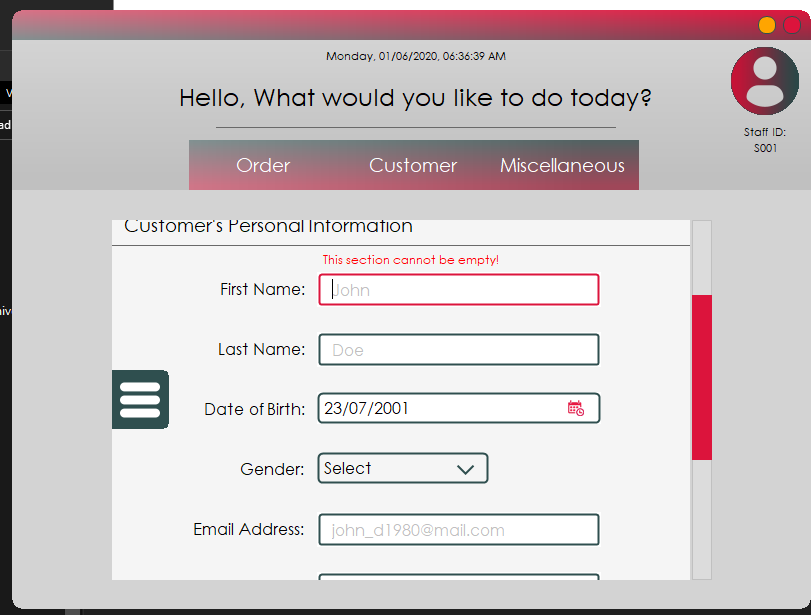 Monday, 01/06/2020, 06:36:39 AM
Hello, What would you like to do today?
Staff ID:
S001
Order Customer Miscellaneous
Customer's Personal Information
This section cannot be empty!
First Name: John
Last Name: Doe
Date of Birth: 23/07/2001
Gender: Select
Email Address: john_d1980@mail.com